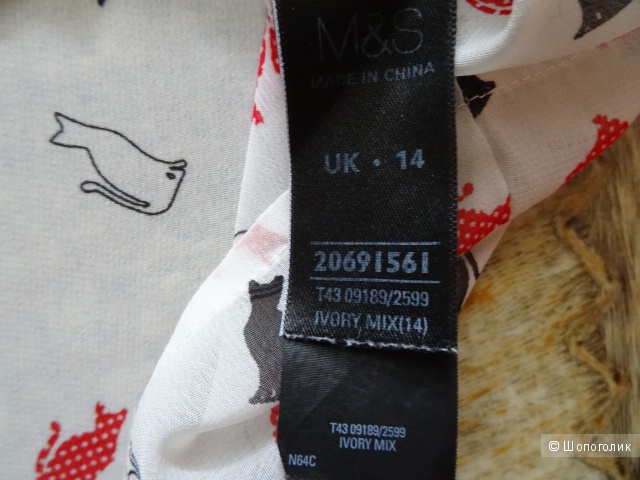 M&S
MADE IN CHINA
UK • 14
20691561
T43 09189/2599
IVORY MIX(14)
T43 09189/2599
IVORY MIX
N64C
© Шопоголик